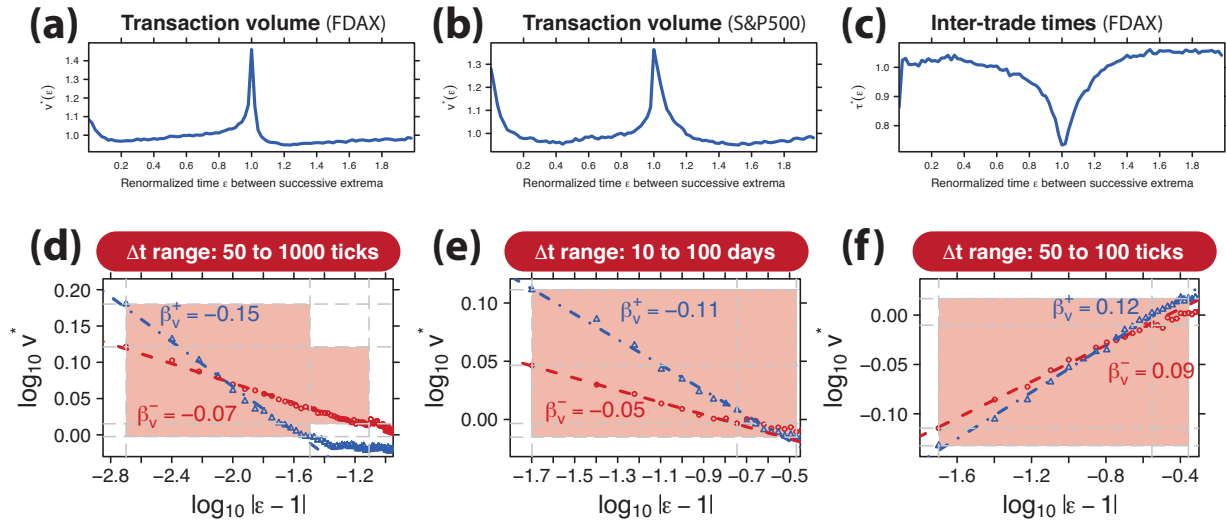 (a) Transaction volume (FDAX)
1.4
1.3
1.2
1.1
1.0
v*(ε)
0.2 0.4 0.6 0.8 1.0 1.2 1.4 1.6 1.8
Renormalized time ε between successive extrema
(b) Transaction volume (S&P500)
1.4
1.3
1.2
1.1
1.0
v*(ε)
0.2 0.4 0.6 0.8 1.0 1.2 1.4 1.6 1.8
Renormalized time ε between successive extrema
(c) Inter-trade times (FDAX)
1.0
0.9
0.8
τ*(ε)
0.2 0.4 0.6 0.8 1.0 1.2 1.4 1.6 1.8
Renormalized time ε between successive extrema
(d) Δt range: 50 to 1000 ticks
0.20
0.15
0.10
0.05
0.00
log₁₀ v*
β_v^+ = −0.15
β_v^- = −0.07
−2.8 −2.4 −2.0 −1.6 −1.2
log₁₀ |ε − 1|
(e) Δt range: 10 to 100 days
0.10
0.05
0.00
log₁₀ v*
β_v^+ = −0.11
β_v^- = −0.05
−1.7 −1.5 −1.3 −1.1 −0.9 −0.7 −0.5
log₁₀ |ε − 1|
(f) Δt range: 50 to 100 ticks
0.00
−0.05
−0.10
log₁₀ v*
β_v^+ = 0.12
β_v^- = 0.09
−1.6 −1.2 −0.8 −0.4
log₁₀ |ε − 1|